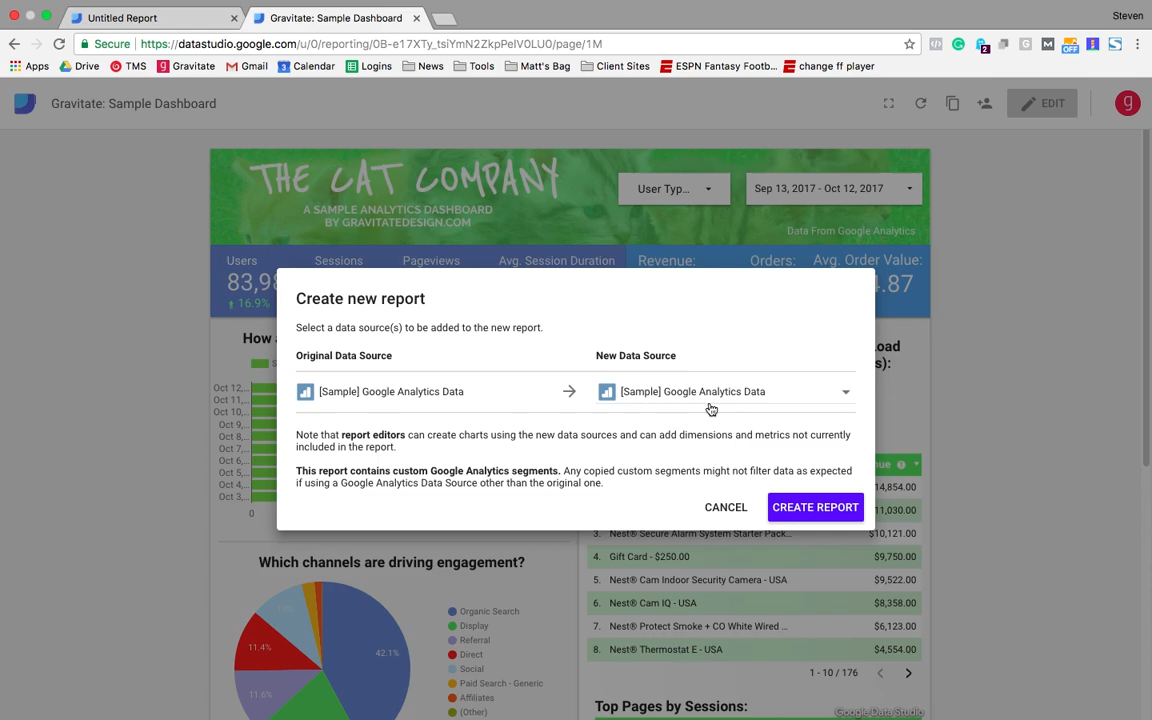 Untitled Report
Gravitate: Sample Dashboard
Steven
Secure
https://datastudio.google.com/u/0/reporting/0B-e17XTy_tsiYmN2ZkpPelV0LU0/page/1M
2
OFF
Apps
Drive
TMS
Gravitate
Gmail
3 Calendar
Logins
News
Tools
Matt's Bag
Client Sites
ESPN Fantasy Footb...
change ff player
Gravitate: Sample Dashboard
EDIT
g
THE CAT COMPANY
A SAMPLE ANALYTICS DASHBOARD
BY GRAVITATEDESIGN.COM
User Typ...
Sep 13, 2017 - Oct 12, 2017
Data From Google Analytics
Users
Sessions
Pageviews
Avg. Session Duration
Revenue:
Orders:
Avg. Order Value:
83,98
16.9%
4.87
Create new report
Select a data source(s) to be added to the new report.
Original Data Source
New Data Source
[Sample] Google Analytics Data
[Sample] Google Analytics Data
Note that report editors can create charts using the new data sources and can add dimensions and metrics not currently
included in the report.
This report contains custom Google Analytics segments. Any copied custom segments might not filter data as expected
if using a Google Analytics Data Source other than the original one.
CANCEL
CREATE REPORT
How
oad
s):
Oct 12,...
Oct 11,...
Oct 10,...
Oct 9,...
Oct 8,...
Oct 7,...
Oct 6,...
Oct 5,...
Oct 4,...
Oct 3,...
0
nue
14,854.00
11,030.00
3. Nest® Secure Alarm System Starter Pack... $10,121.00
4. Gift Card - $250.00 $9,750.00
5. Nest® Cam Indoor Security Camera - USA $9,522.00
6. Nest® Cam IQ - USA $8,358.00
7. Nest® Protect Smoke + CO White Wired ... $6,123.00
8. Nest® Thermostat E - USA $4,554.00
1 - 10 / 176
Which channels are driving engagement?
42.1%
11.4%
11.6%
Organic Search
Display
Referral
Direct
Social
Paid Search - Generic
Affiliates
(Other)
Top Pages by Sessions:
Google Data Studio